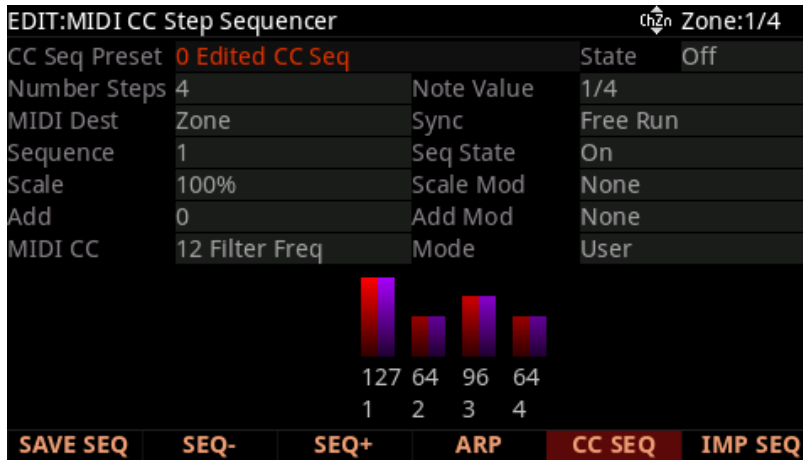 EDIT:MIDI CC Step Sequencer ChZn Zone:1/4
CC Seq Preset 0 Edited CC Seq State Off
Number Steps 4 Note Value 1/4
MIDI Dest Zone Sync Free Run
Sequence 1 Seq State On
Scale 100% Scale Mod None
Add 0 Add Mod None
MIDI CC 12 Filter Freq Mode User
127 64 96 64
1 2 3 4
SAVE SEQ SEQ- SEQ+ ARP CC SEQ IMP SEQ